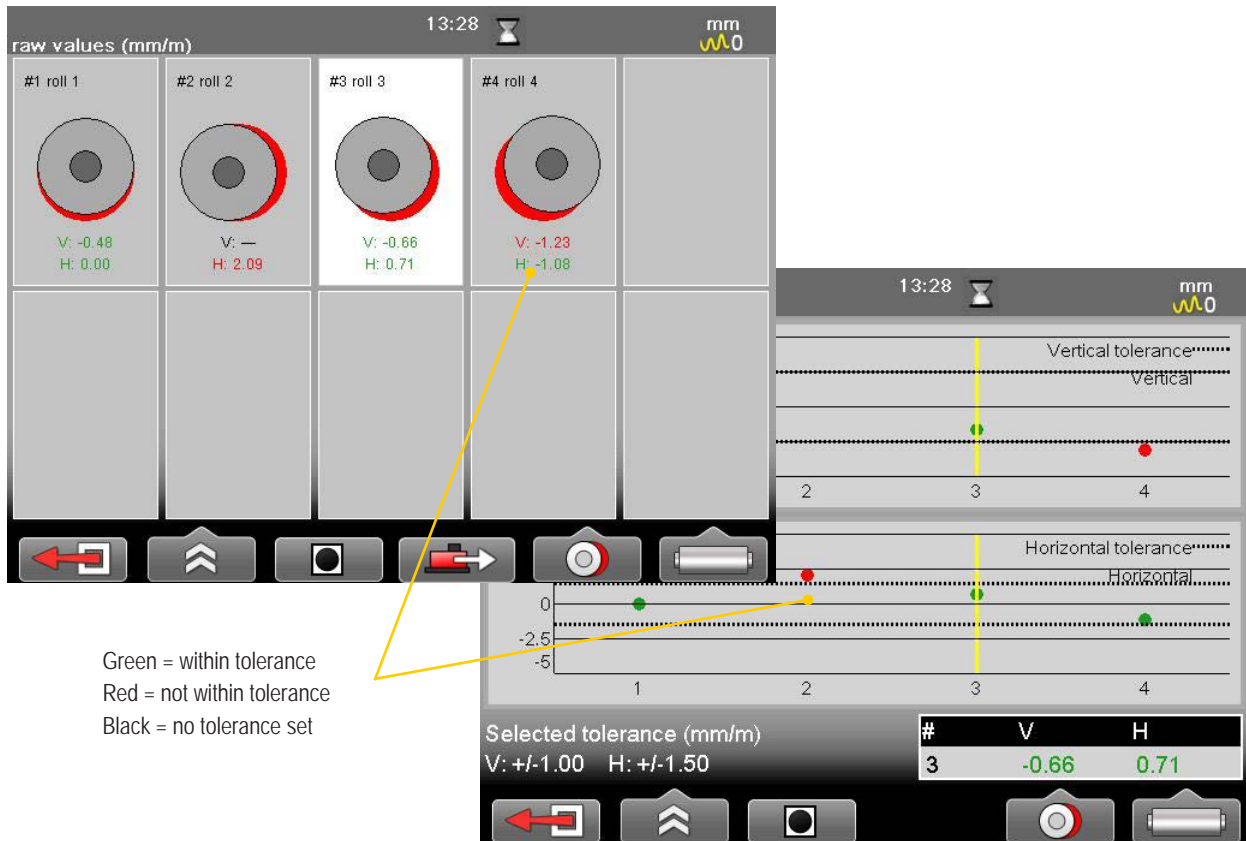 13:28
mm
0
raw values (mm/m)
#1 roll 1
#2 roll 2
#3 roll 3
#4 roll 4
V: -0.48
H: 0.00
V: —
H: 2.09
V: -0.66
H: 0.71
V: -1.23
H: -1.08
13:28
mm
0
Vertical tolerance
Vertical
2
3
4
Horizontal tolerance
Horizontal
0
-2.5
-5
1
2
3
4
Green = within tolerance
Red = not within tolerance
Black = no tolerance set
Selected tolerance (mm/m)
V: +/-1.00 H: +/-1.50
# V H
3 -0.66 0.71